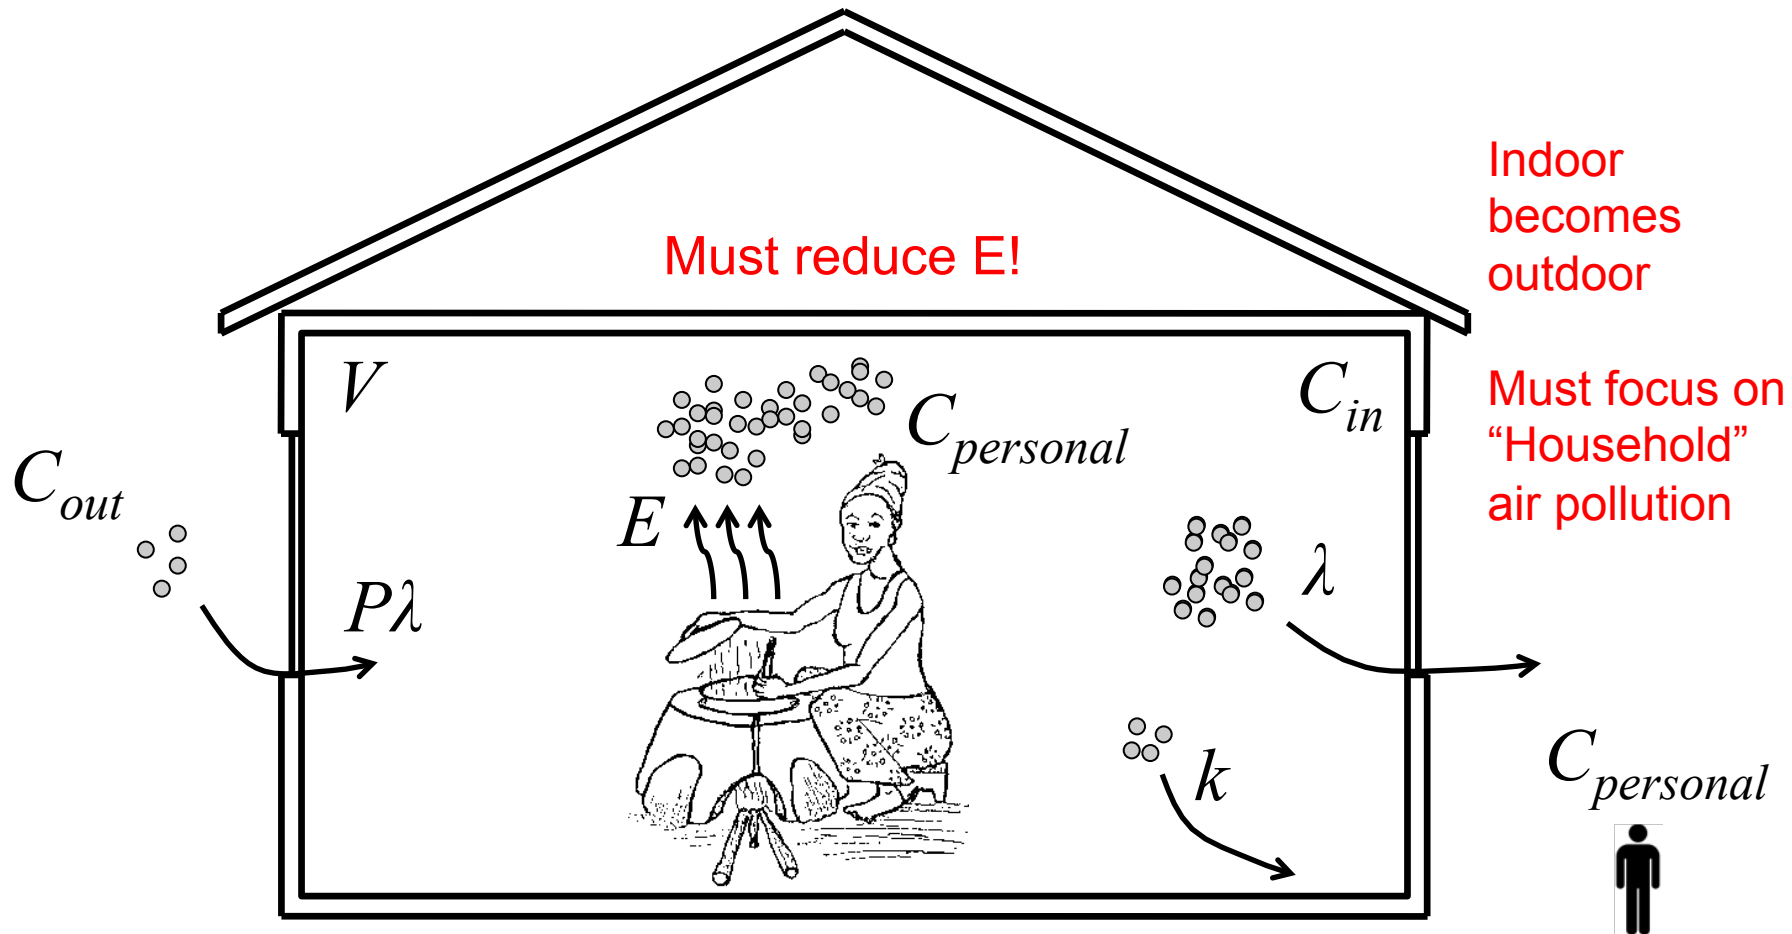 Indoor
becomes
outdoor
Must reduce E!
V
C_in
C_personal
Must focus on
“Household”
air pollution
C_out
E
Pλ
λ
k
C_personal